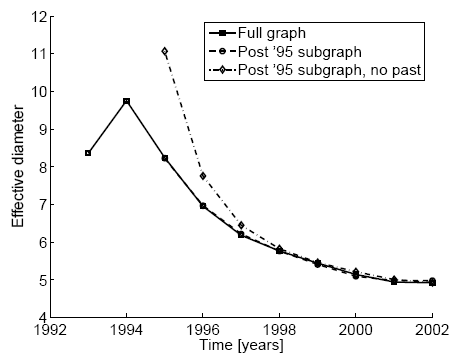 12
11
10
9
8
7
6
5
4
Effective diameter
Full graph
Post '95 subgraph
Post '95 subgraph, no past
1992 1994 1996 1998 2000 2002
Time [years]